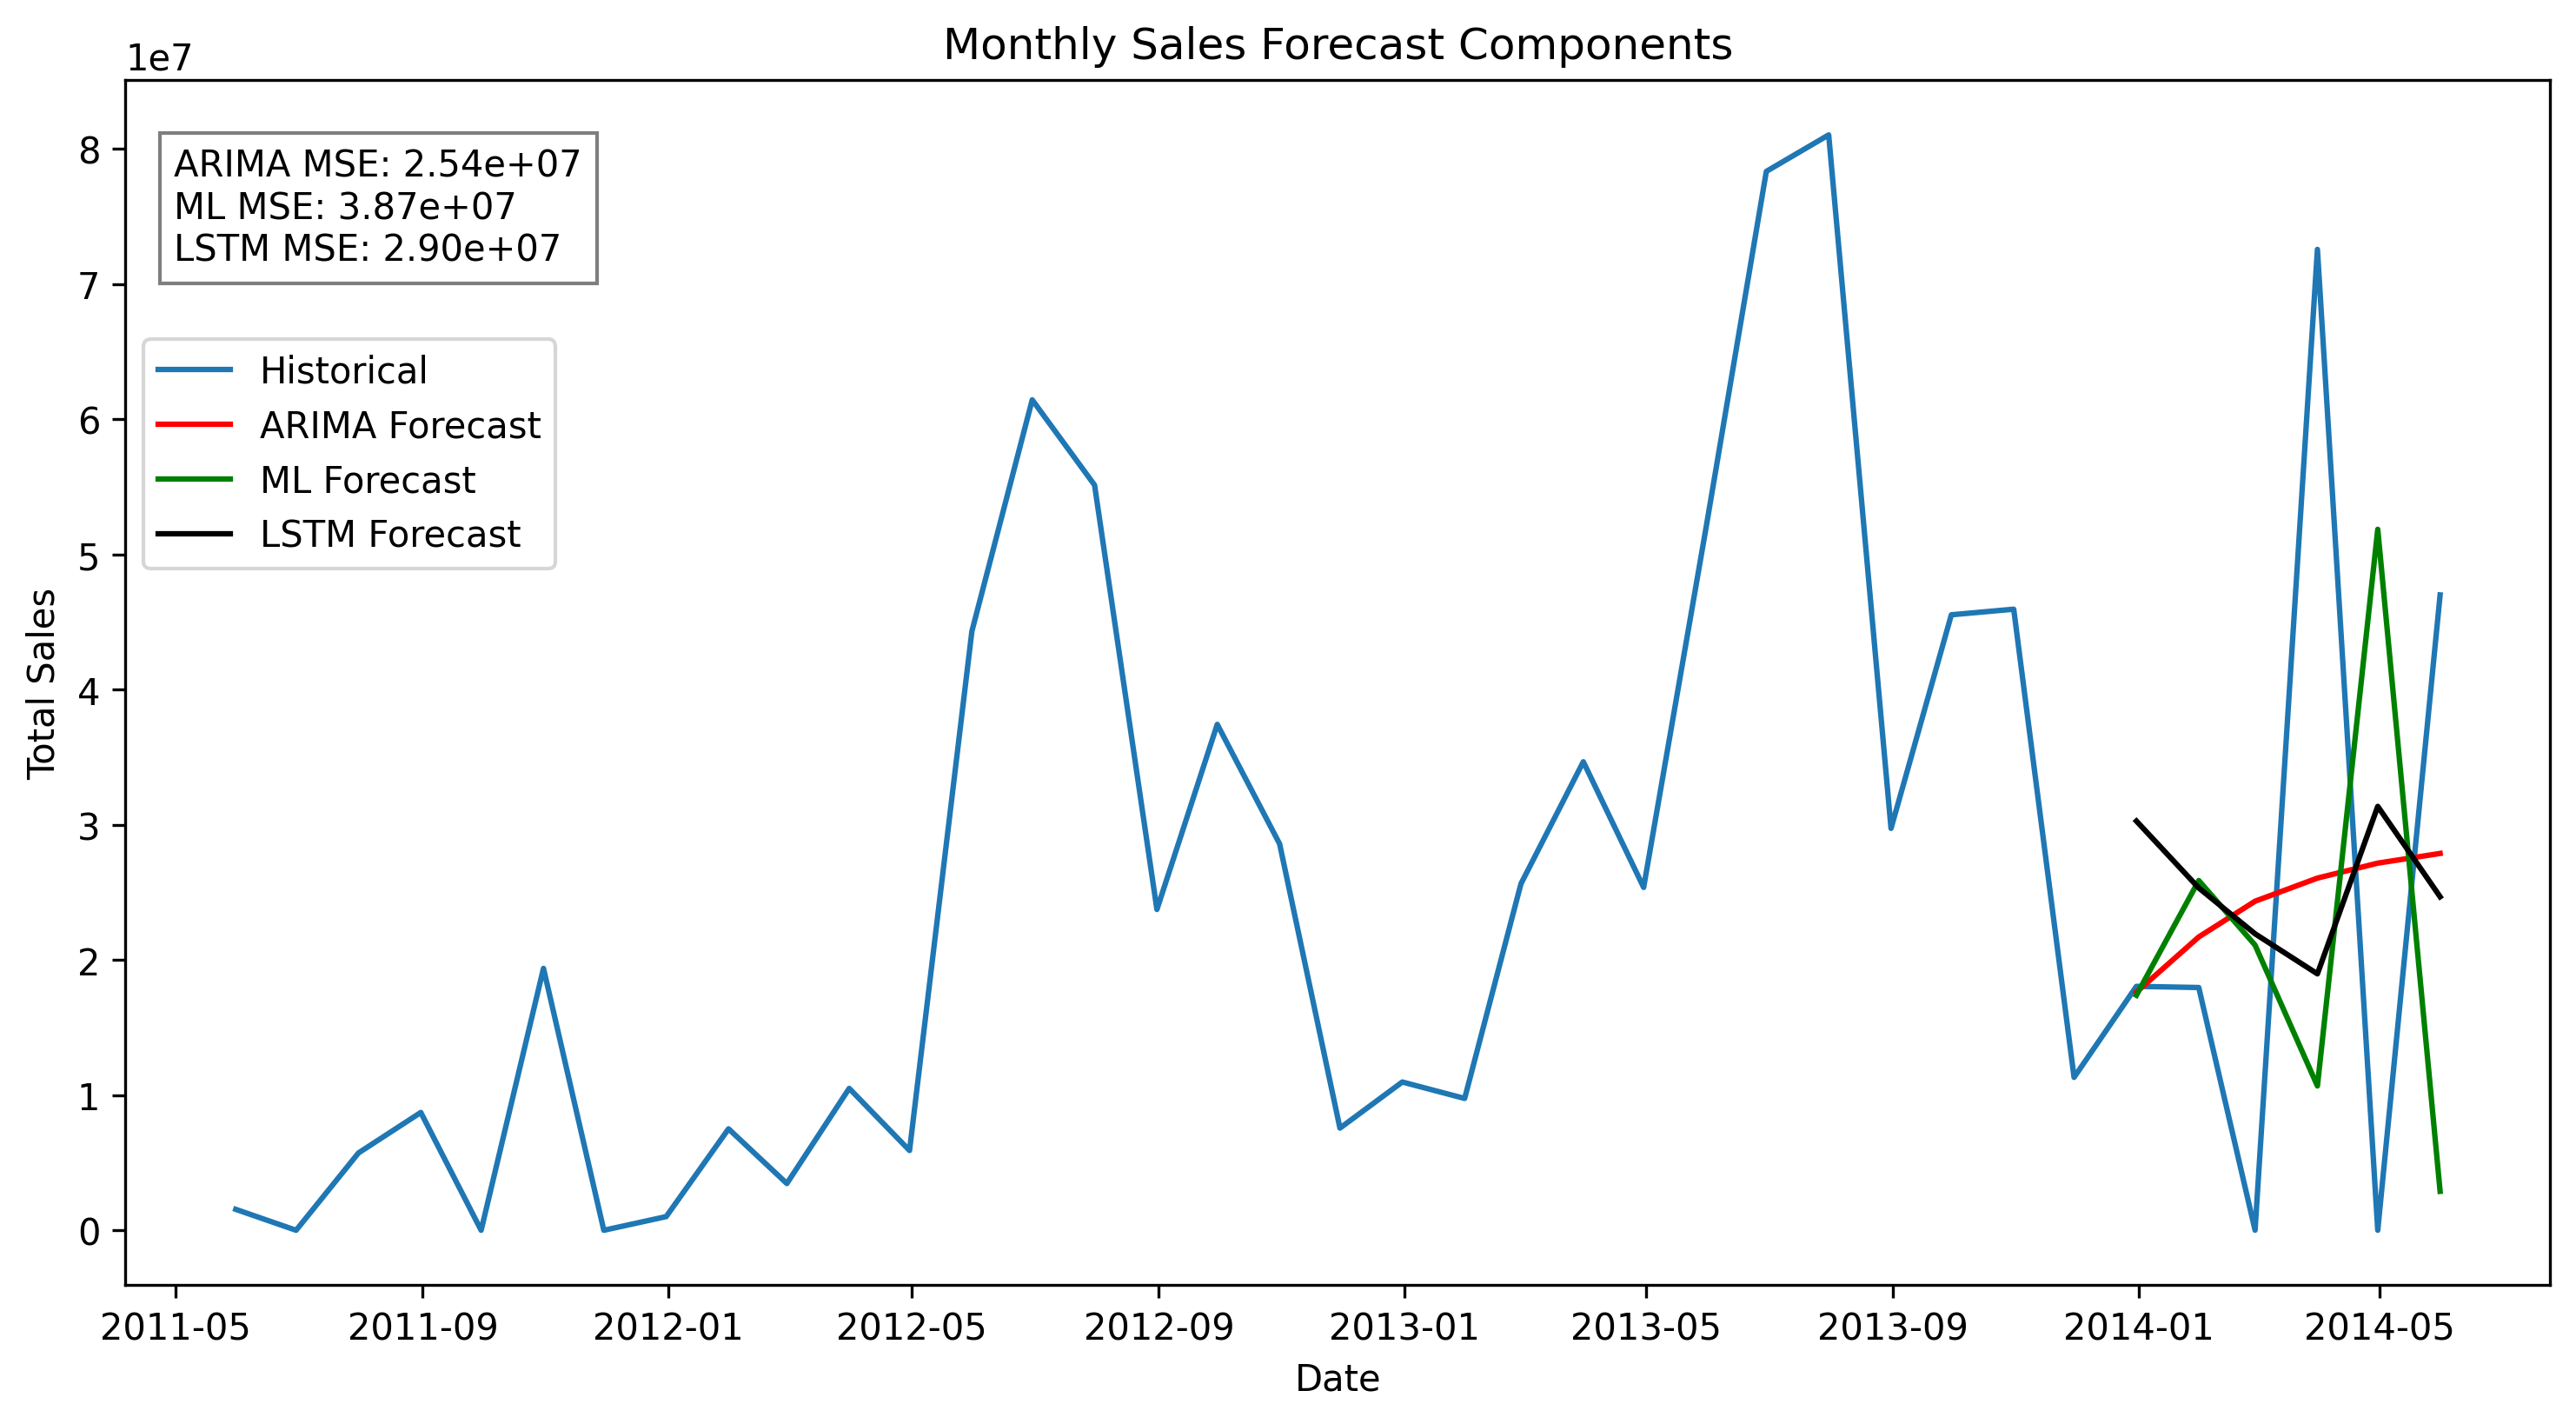 Monthly Sales Forecast Components
1e7
ARIMA MSE: 2.54e+07
ML MSE: 3.87e+07
LSTM MSE: 2.90e+07
Historical
ARIMA Forecast
ML Forecast
LSTM Forecast
Total Sales
8
7
6
5
4
3
2
1
0
2011-05 2011-09 2012-01 2012-05 2012-09 2013-01 2013-05 2013-09 2014-01 2014-05
Date